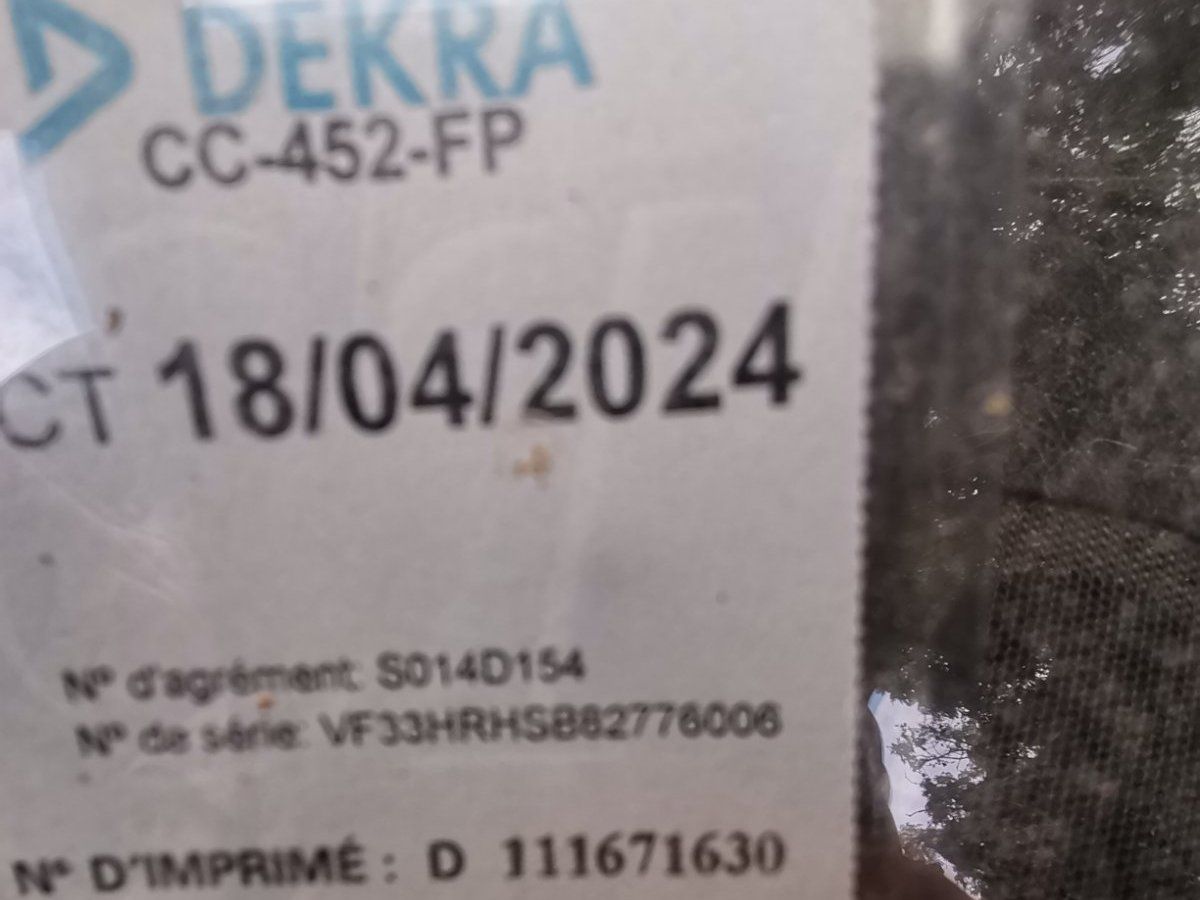 DEKRA
CC-452-FP
CT 18/04/2024
N° d'agrément: S014D154
N° de série: VF33HRHSB82776006
N° D'IMPRIMÉ : D 111671630